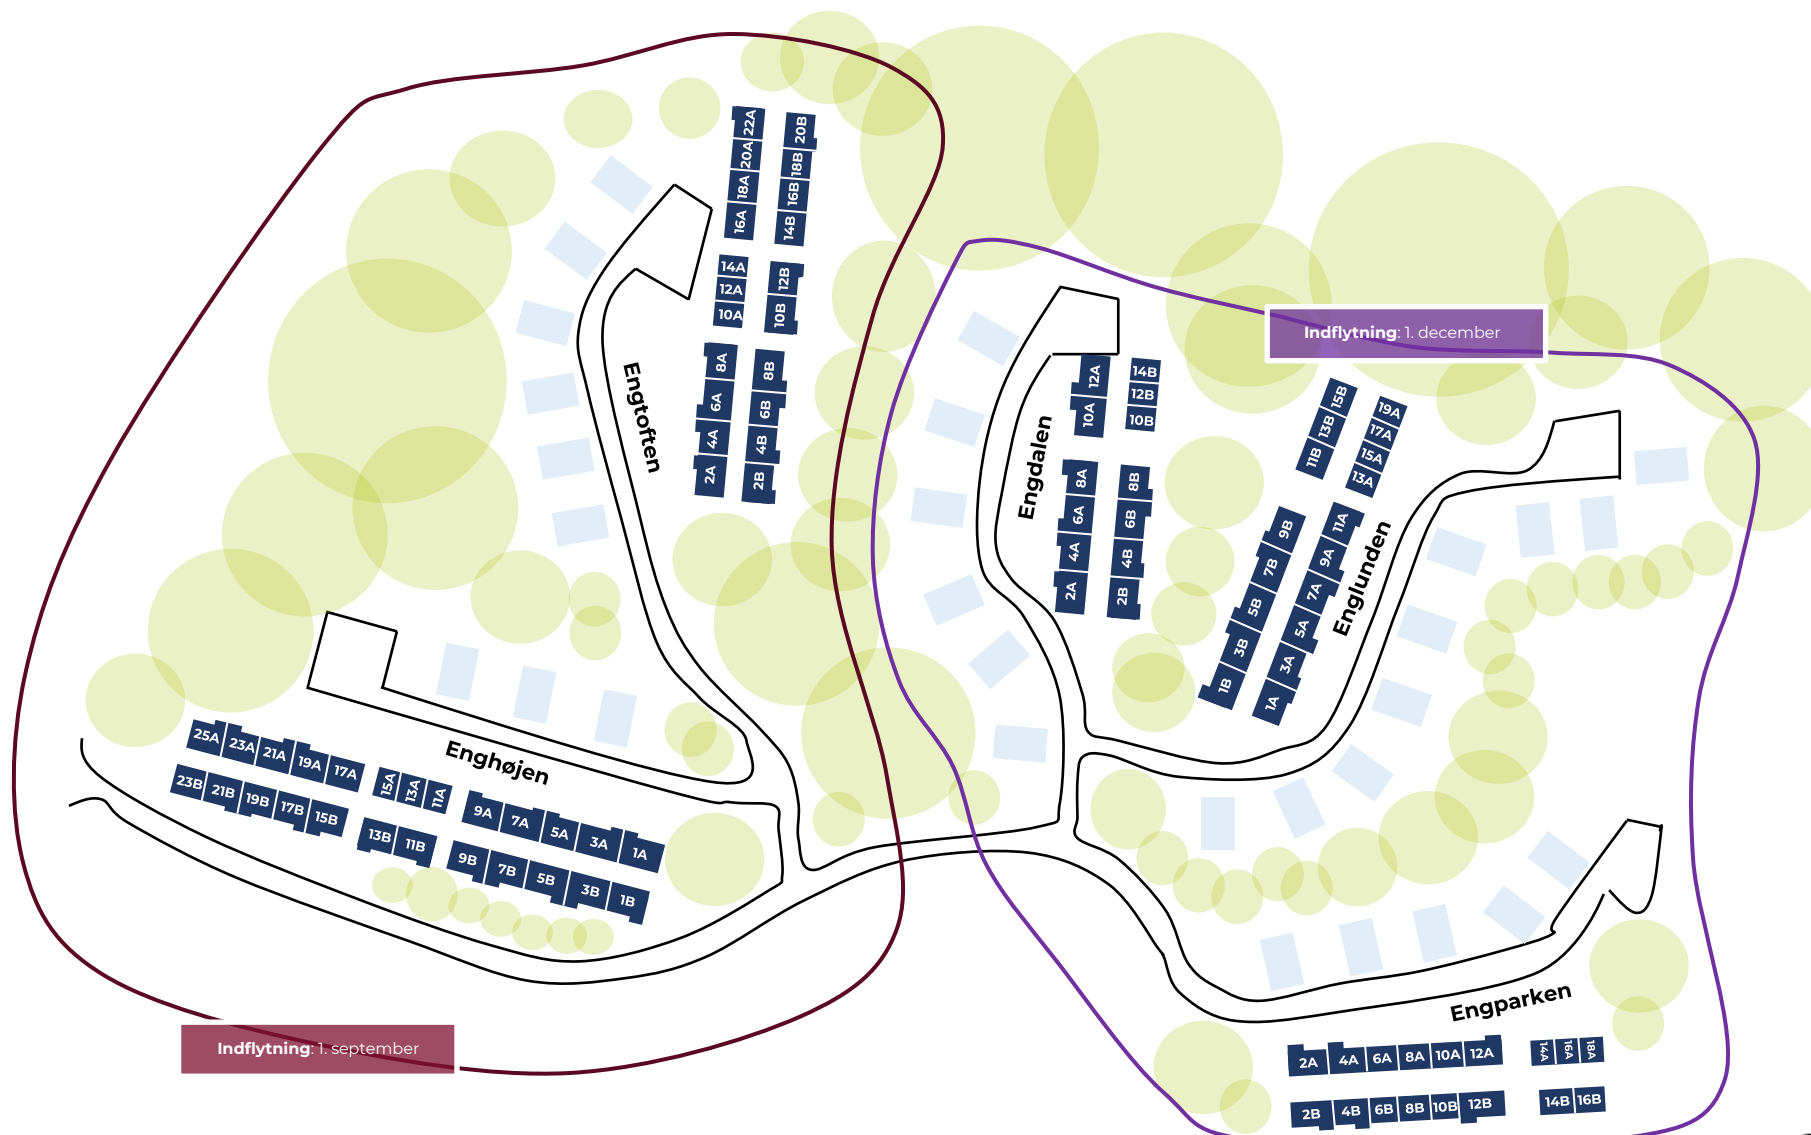 22A
20A
18A
16A
20B
18B
16B
14B
14A
12A
10A
12B
10B
8A
6A
4A
2A
8B
6B
4B
2B
Engtoften
Indflytning: 1. december
12A
10A
14B
12B
10B
8A
6A
4A
2A
8B
6B
4B
2B
Engdalen
15B
13B
11B
19A
17A
15A
13A
9B
7B
5B
3B
1B
11A
9A
7A
5A
3A
1A
Englunden
Enghøjen
25A
23A
21A
19A
17A
15A
13A
11A
9A
7A
5A
3A
1A
23B
21B
19B
17B
15B
13B
11B
9B
7B
5B
3B
1B
Indflytning: 1. september
Engparken
2A
4A
6A
8A
10A
12A
14A
16A
18A
2B
4B
6B
8B
10B
12B
14B
16B